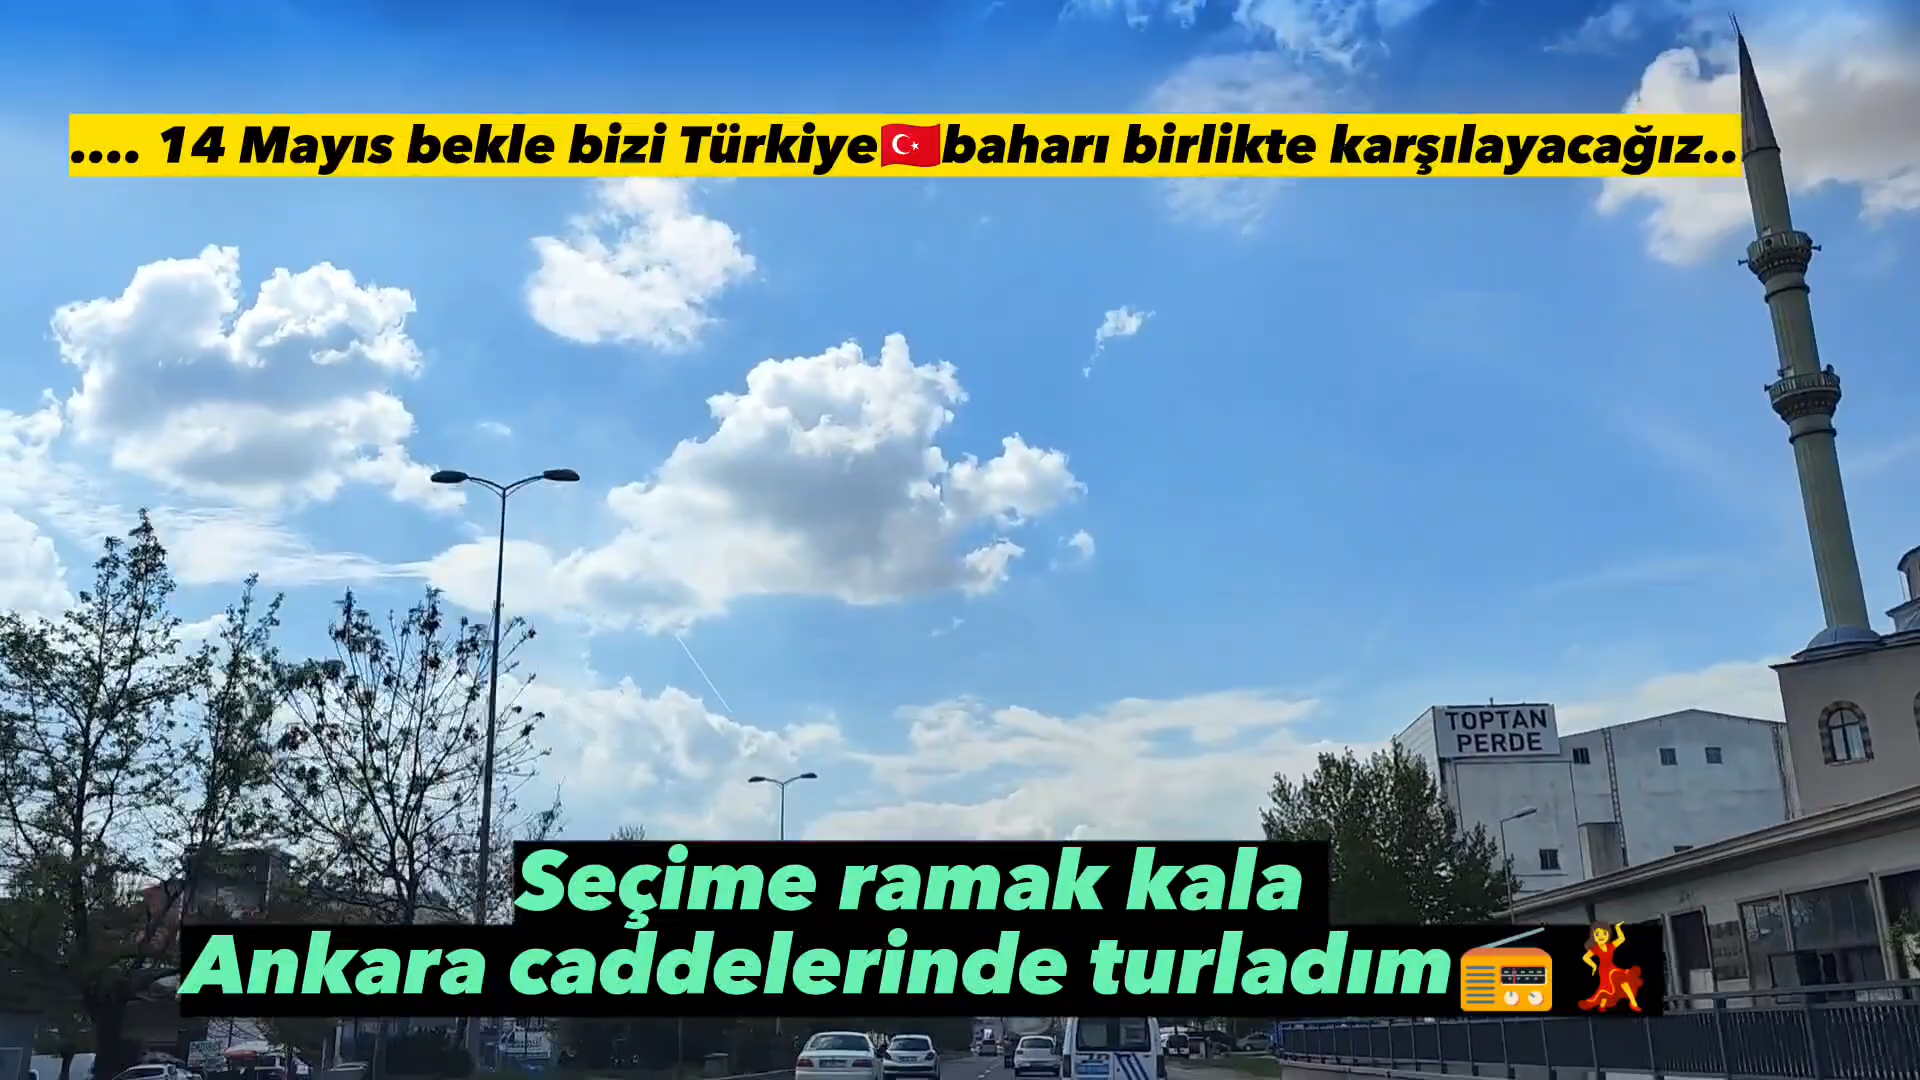 .... 14 Mayıs bekle bizi Türkiye🇹🇷baharı birlikte karşılayacağız..
TOPTAN
PERDE
Seçime ramak kala
Ankara caddelerinde turladım📻💃